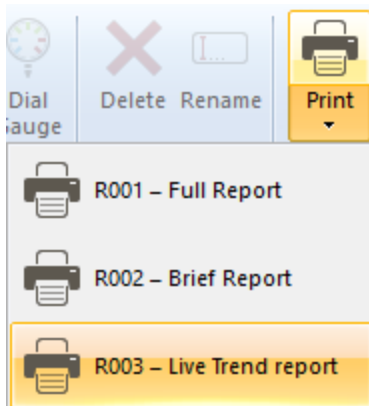 Dial
Gauge
Delete
Rename
I...
Print
R001 – Full Report
R002 – Brief Report
R003 – Live Trend report